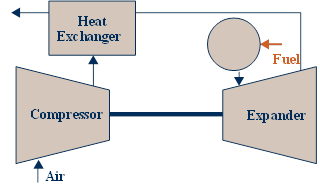 Heat
Exchanger
Fuel
Compressor
Expander
Air